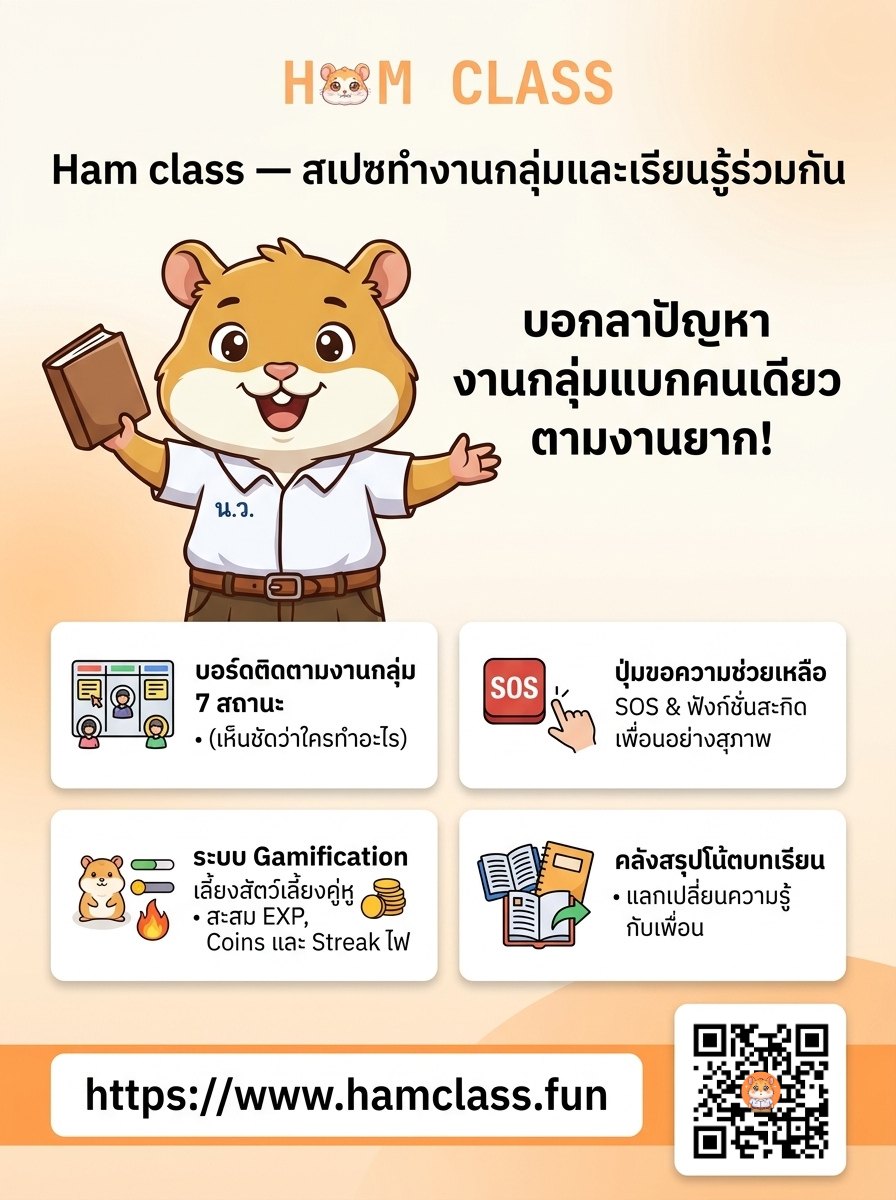 HAM CLASS
Ham class — สเปซทำงานกลุ่มและเรียนรู้ร่วมกัน
บอกลาปัญหา
งานกลุ่มแบกคนเดียว
ตามงานยาก!
น.ว.
บอร์ดติดตามงานกลุ่ม
7 สถานะ
• (เห็นชัดว่าใครทำอะไร)
SOS
ปุ่มขอความช่วยเหลือ
SOS & ฟังก์ชั่นสะกิด
เพื่อนอย่างสุภาพ
ระบบ Gamification
เลี้ยงสัตว์เลี้ยงคู่หู
• สะสม EXP,
Coins และ Streak ไฟ
คลังสรุปโน้ตบทเรียน
• แลกเปลี่ยนความรู้
กับเพื่อน
https://www.hamclass.fun